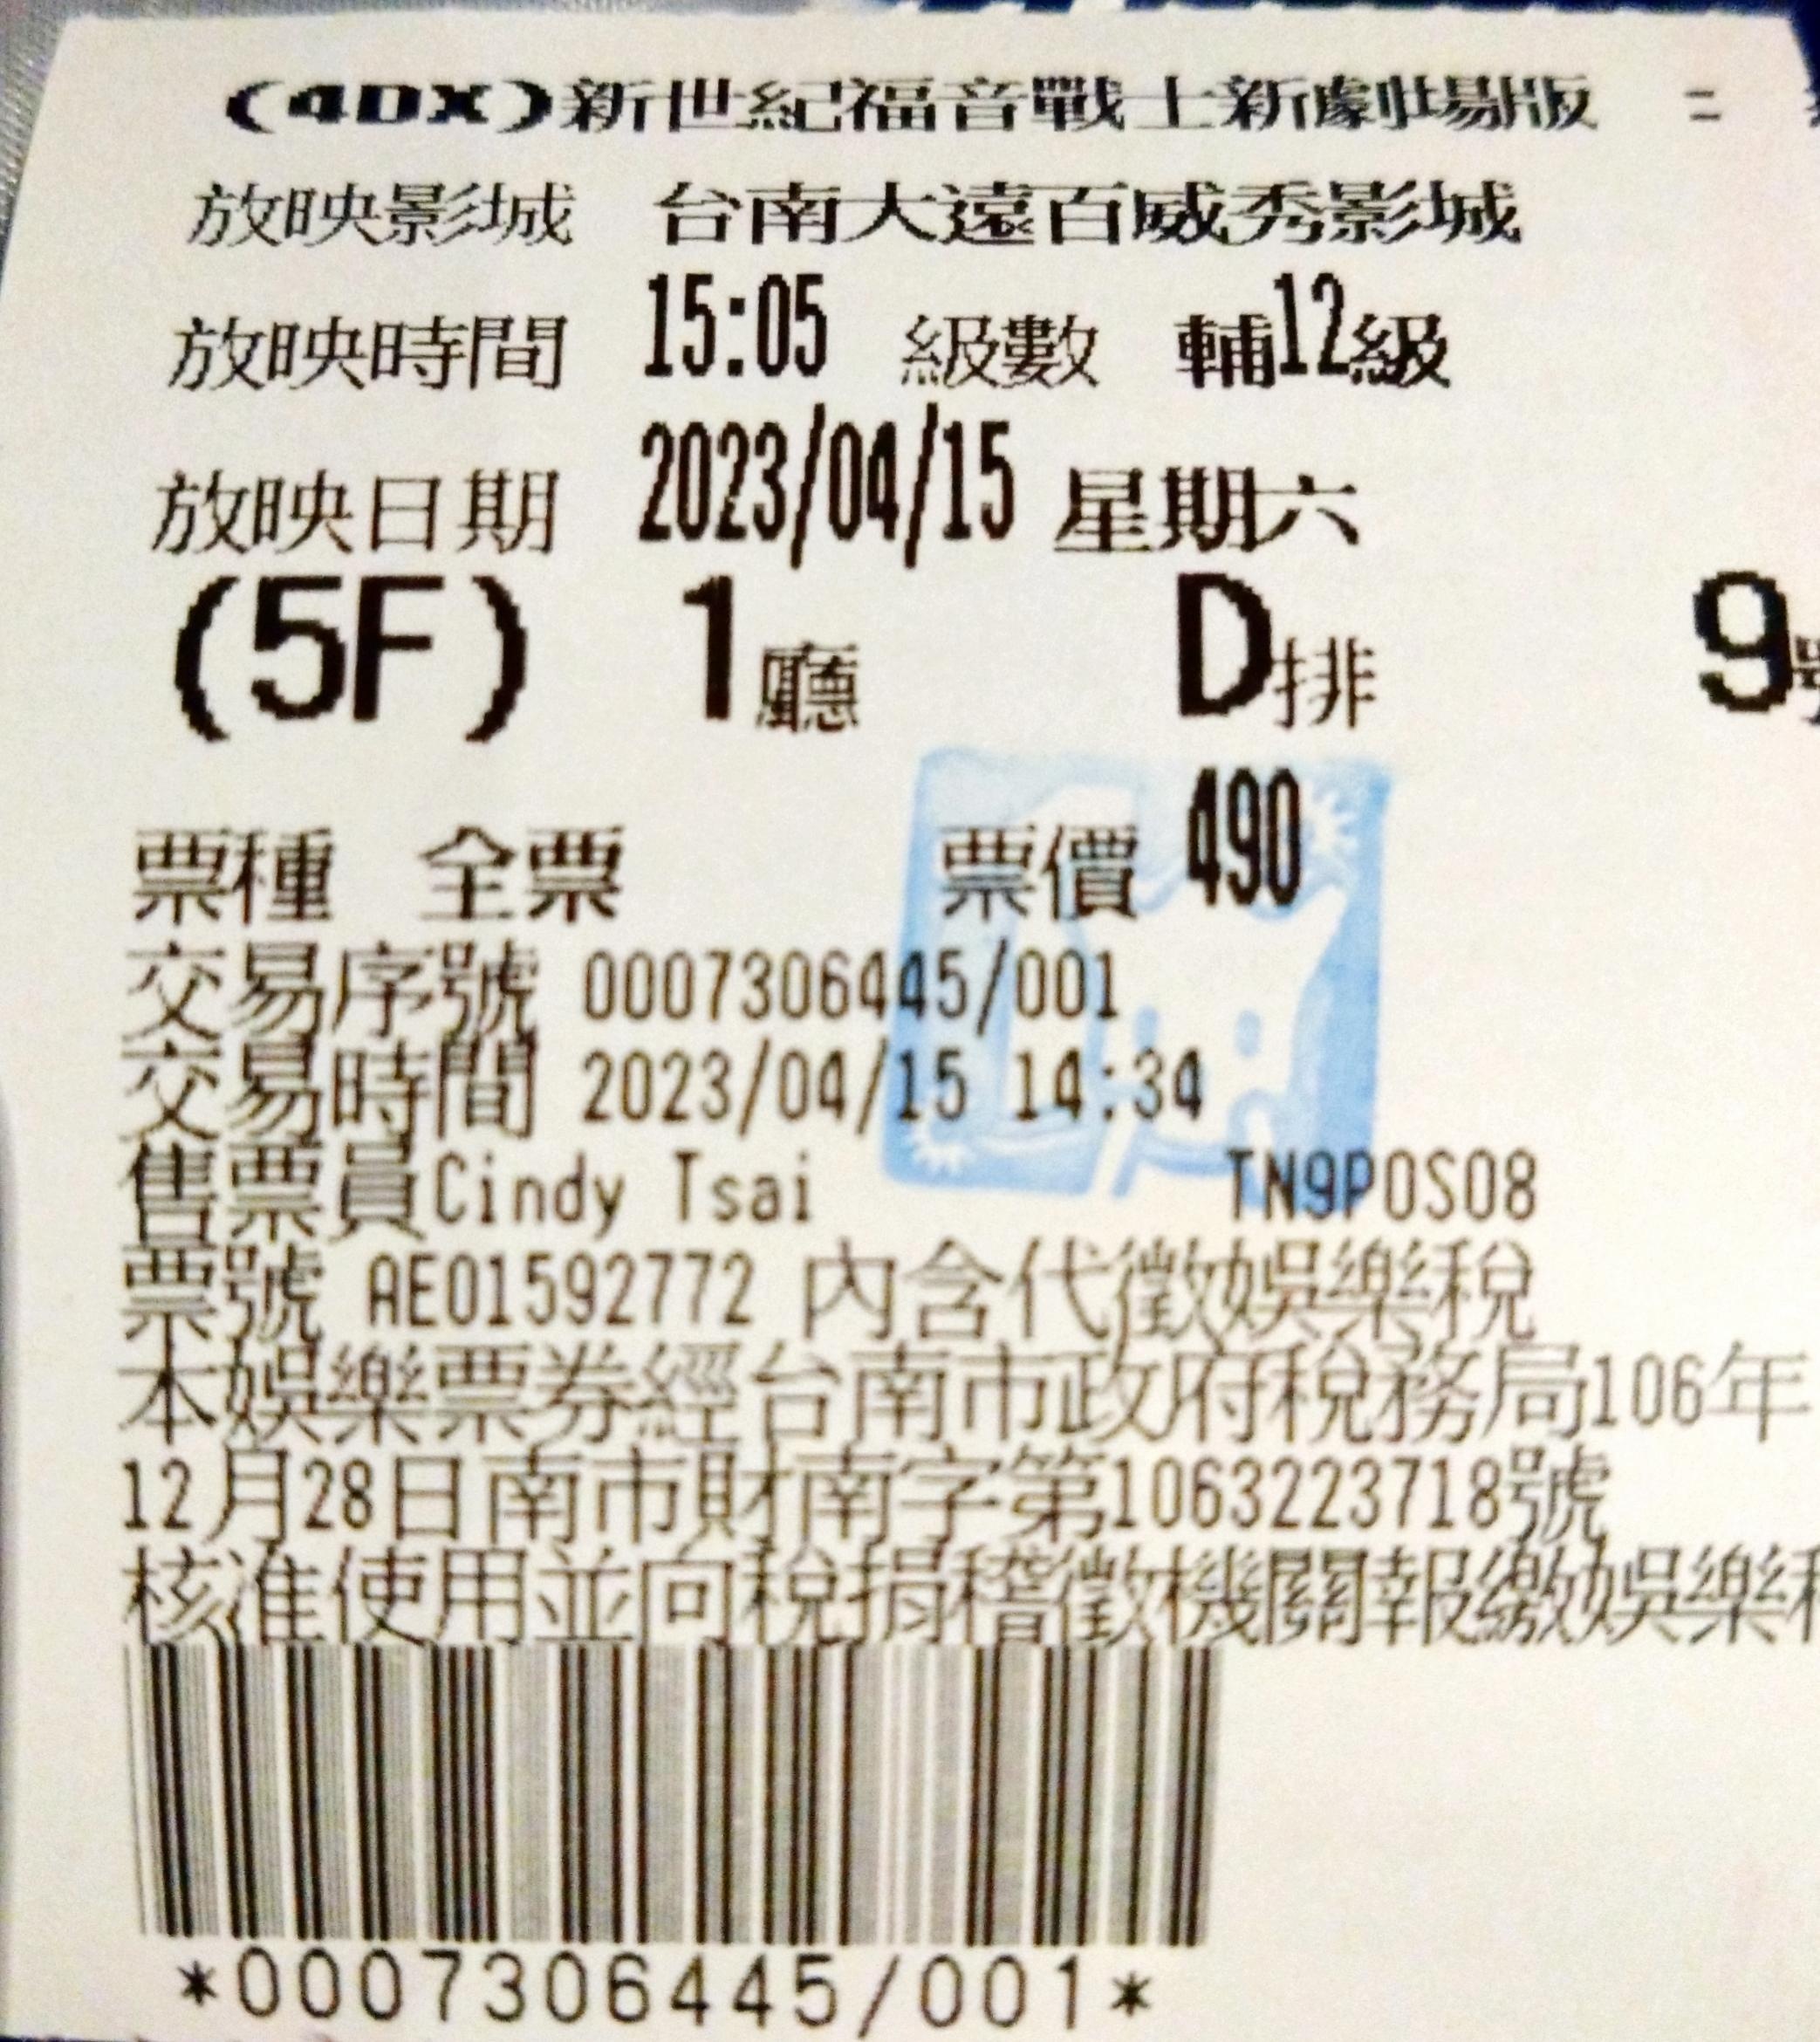 (4DX)新世紀福音戰士新劇場版 =
放映影城 台南大遠百威秀影城
放映時間 15:05 級數 輔12級
放映日期 2023/04/15 星期六
(5F) 1廳 D排 9號
票種 全票 票價 490
交易序號 0007306445/001
交易時間 2023/04/15 14:34
售票員Cindy Tsai TN9POS08
票號 AE01592772 內含代徵娛樂稅
本娛樂票券經台南市政府稅務局106年
12月28日南市財南字第1063223718號
核准使用並向稅捐稽徵機關報繳娛樂稅
*0007306445/001*